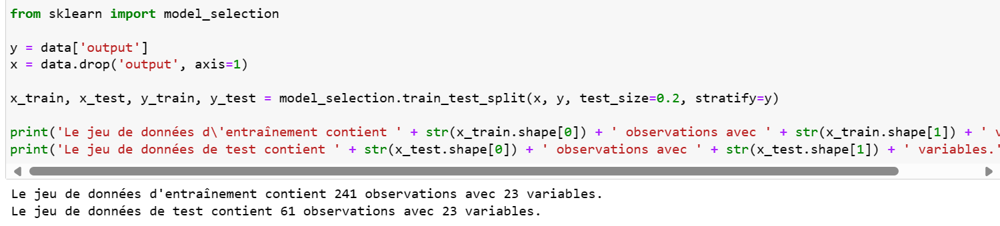 from sklearn import model_selection
y = data['output']
x = data.drop('output', axis=1)
x_train, x_test, y_train, y_test = model_selection.train_test_split(x, y, test_size=0.2, stratify=y)
print('Le jeu de données d\'entraînement contient ' + str(x_train.shape[0]) + ' observations avec ' + str(x_train.shape[1]) + ' v
print('Le jeu de données de test contient ' + str(x_test.shape[0]) + ' observations avec ' + str(x_test.shape[1]) + ' variables.'
Le jeu de données d'entraînement contient 241 observations avec 23 variables.
Le jeu de données de test contient 61 observations avec 23 variables.